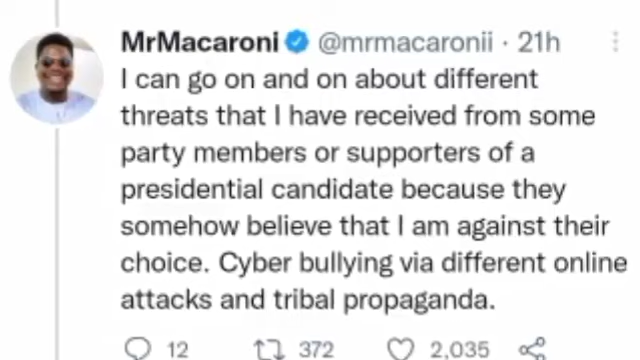 MrMacaroni @mrmacaronii · 21h
I can go on and on about different
threats that I have received from some
party members or supporters of a
presidential candidate because they
somehow believe that I am against their
choice. Cyber bullying via different online
attacks and tribal propaganda.
12 372 2,035